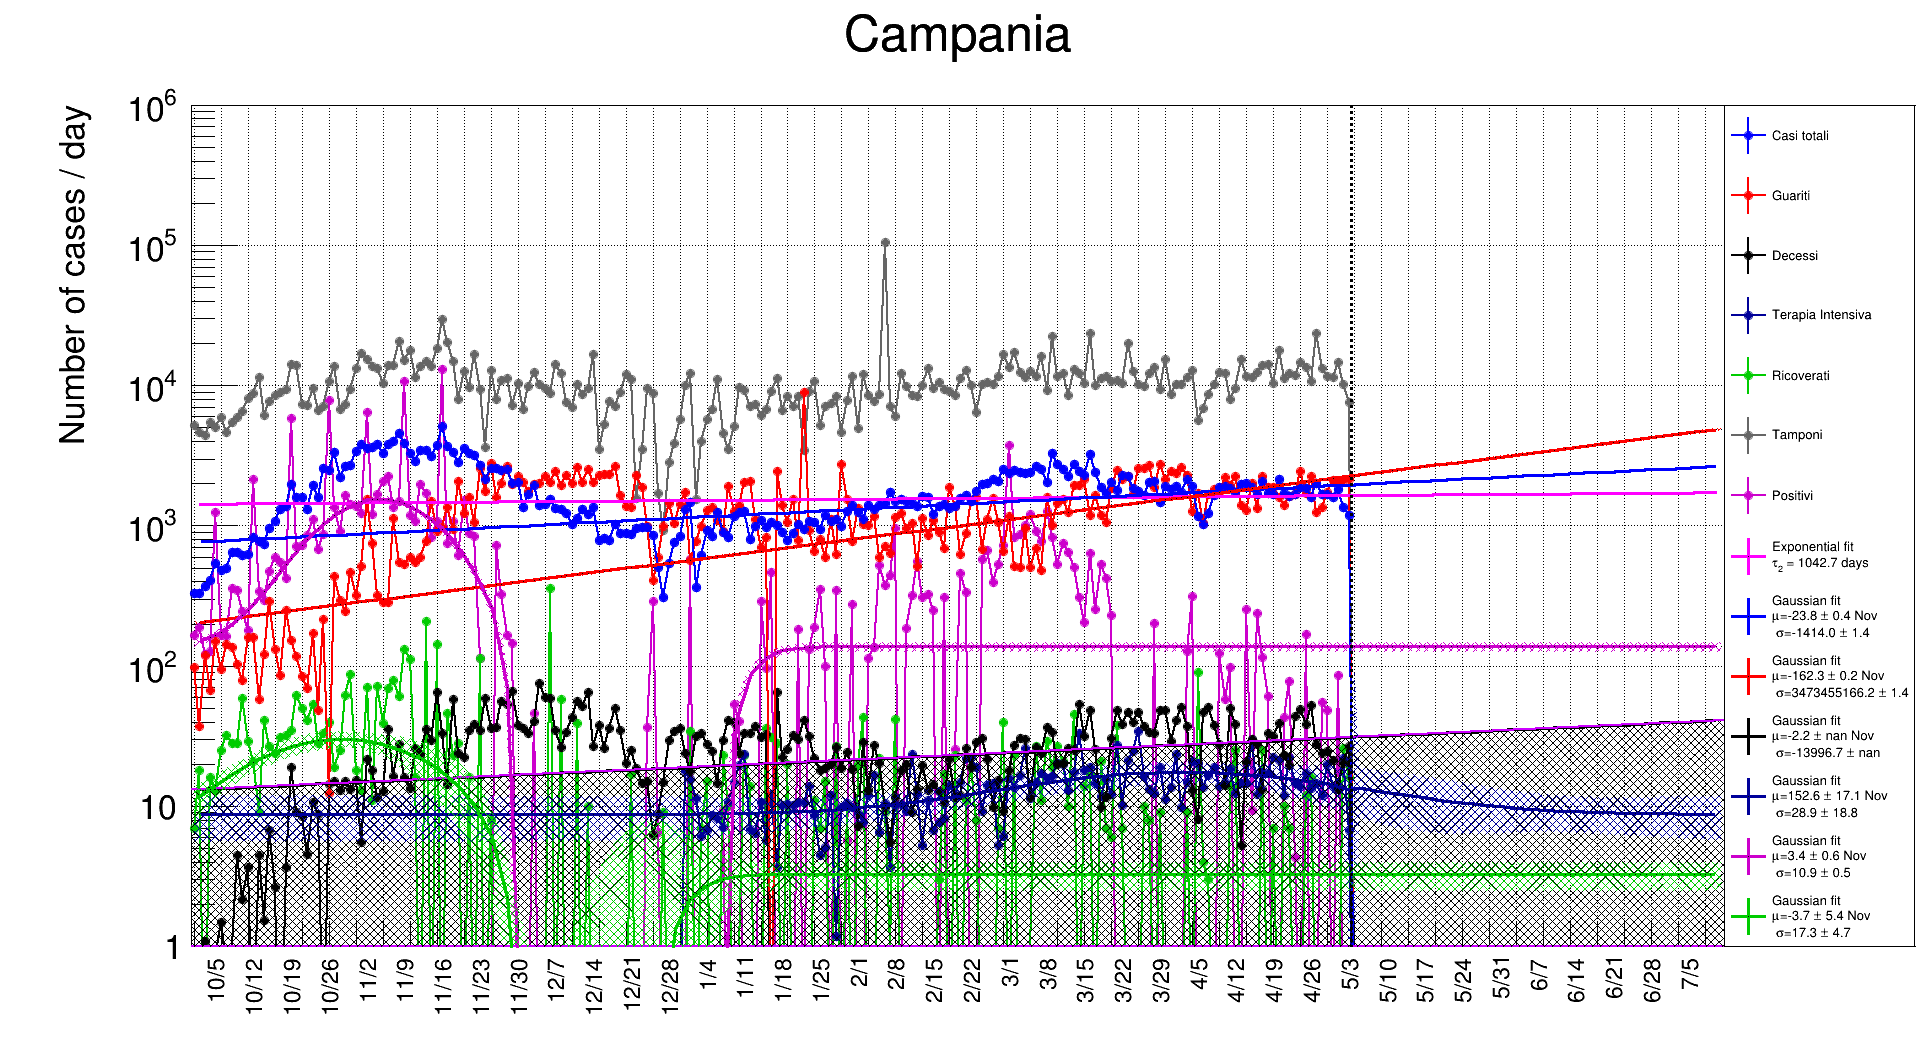 Campania
Number of cases / day
10^6
10^5
10^4
10^3
10^2
10
1
10/5
10/12
10/19
10/26
11/2
11/9
11/16
11/23
11/30
12/7
12/14
12/21
12/28
1/4
1/11
1/18
1/25
2/1
2/8
2/15
2/22
3/1
3/8
3/15
3/22
3/29
4/5
4/12
4/19
4/26
5/3
5/10
5/17
5/24
5/31
6/7
6/14
6/21
6/28
7/5
Casi totali
Guariti
Decessi
Terapia Intensiva
Ricoverati
Tamponi
Positivi
Exponential fit
τ2 = 1042.7 days
Gaussian fit
μ=-23.8 ± 0.4 Nov
σ=-1414.0 ± 1.4
Gaussian fit
μ=-162.3 ± 0.2 Nov
σ=3473455166.2 ± 1.4
Gaussian fit
μ=-2.2 ± nan Nov
σ=-13996.7 ± nan
Gaussian fit
μ=152.6 ± 17.1 Nov
σ=28.9 ± 18.8
Gaussian fit
μ=3.4 ± 0.6 Nov
σ=10.9 ± 0.5
Gaussian fit
μ=-3.7 ± 5.4 Nov
σ=17.3 ± 4.7